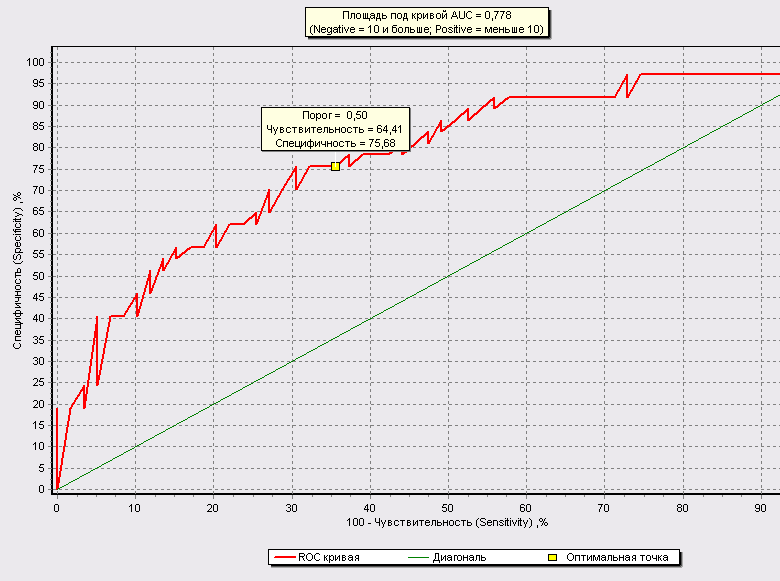 Площадь под кривой AUC = 0,778
(Negative = 10 и больше; Positive = меньше 10)
100
95
90
85
80
75
70
65
60
55
50
45
40
35
30
25
20
15
10
5
0
Специфичность (Specificity) ,%
Порог = 0,50
Чувствительность = 64,41
Специфичность = 75,68
0 10 20 30 40 50 60 70 80 90
100 - Чувствительность (Sensitivity) ,%
ROC кривая Диагональ Оптимальная точка